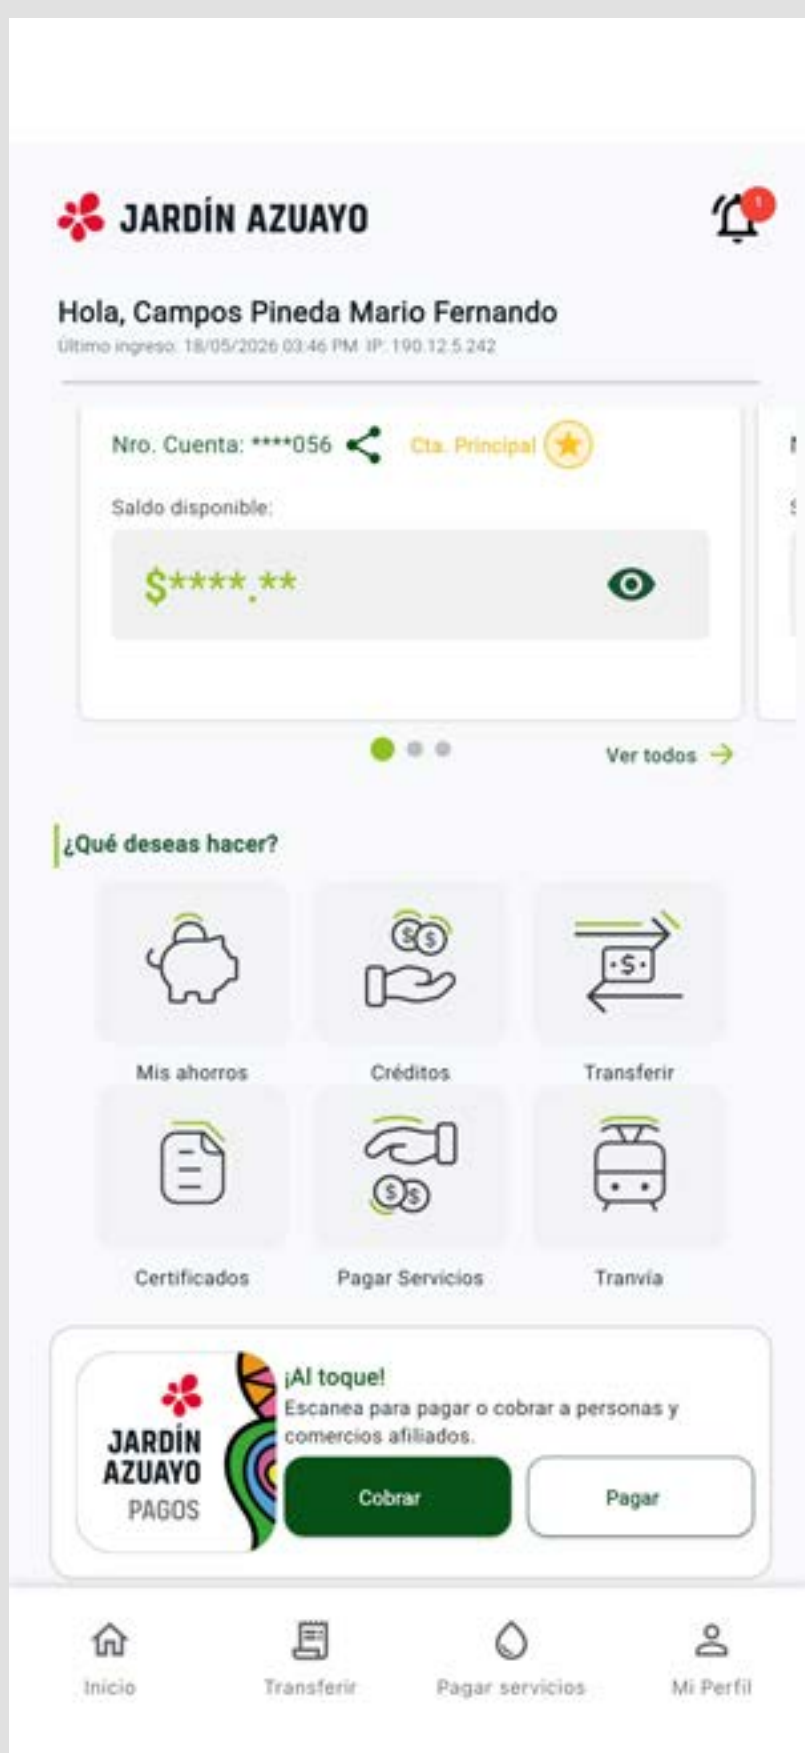 JARDÍN AZUAYO
1
Hola, Campos Pineda Mario Fernando
Último ingreso: 18/05/2026 03:46 PM IP: 190.12.5.242
Nro. Cuenta: ****056
Cta. Principal
Saldo disponible:
$****.**
Ver todos
¿Qué deseas hacer?
Mis ahorros
Créditos
Transferir
Certificados
Pagar Servicios
Tranvía
JARDÍN
AZUAYO
PAGOS
¡Al toque!
Escanea para pagar o cobrar a personas y
comercios afiliados.
Cobrar
Pagar
Inicio
Transferir
Pagar servicios
Mi Perfil